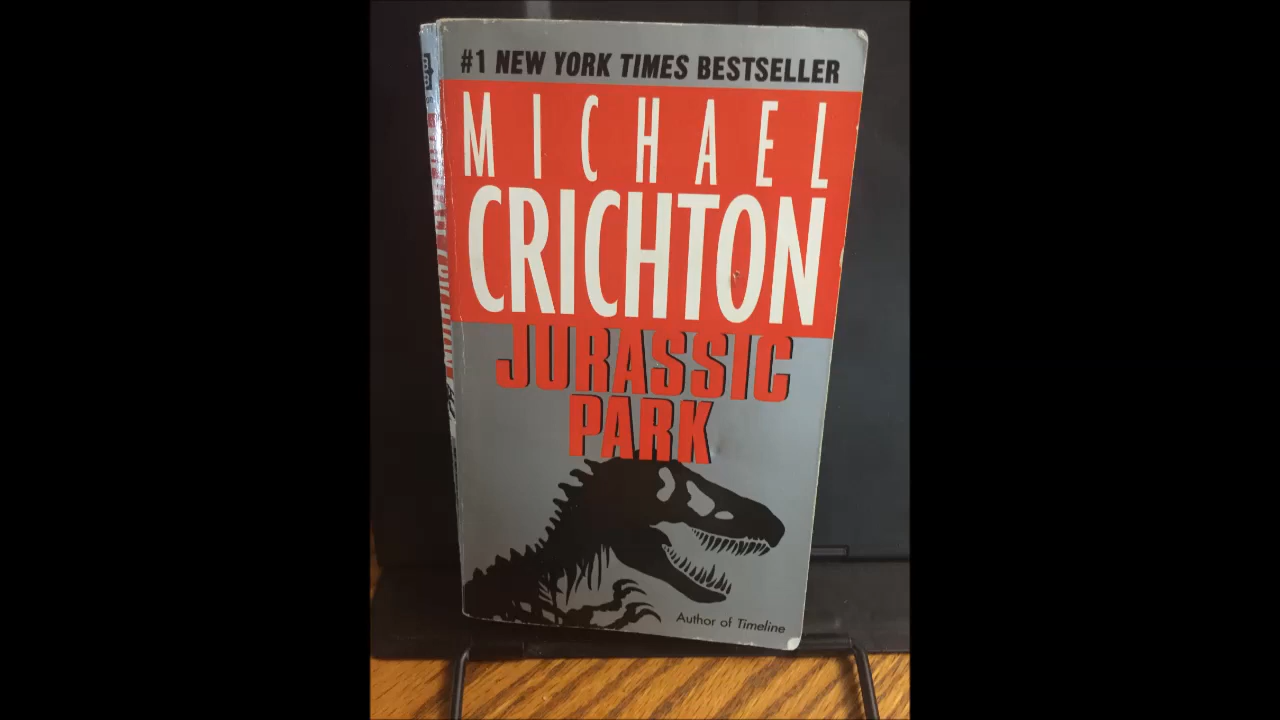 #1 NEW YORK TIMES BESTSELLER
MICHAEL
CRICHTON
JURASSIC
PARK
Author of Timeline